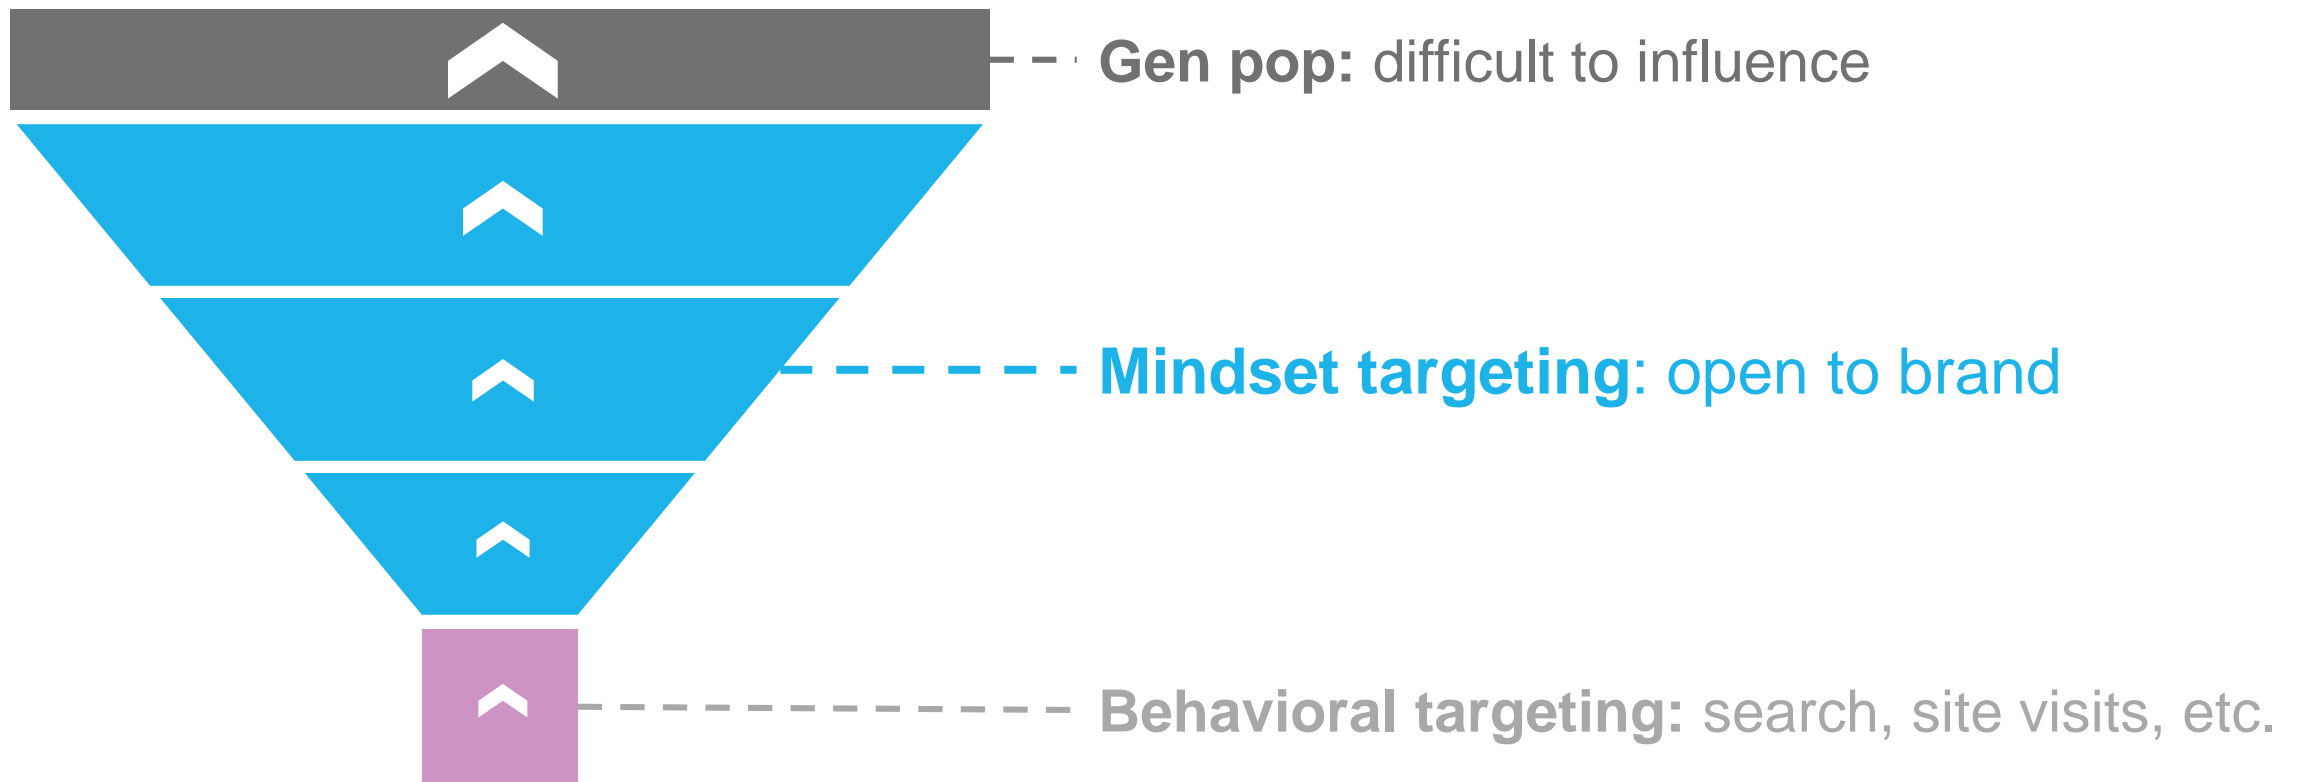 Gen pop: difficult to influence
Mindset targeting: open to brand
Behavioral targeting: search, site visits, etc.